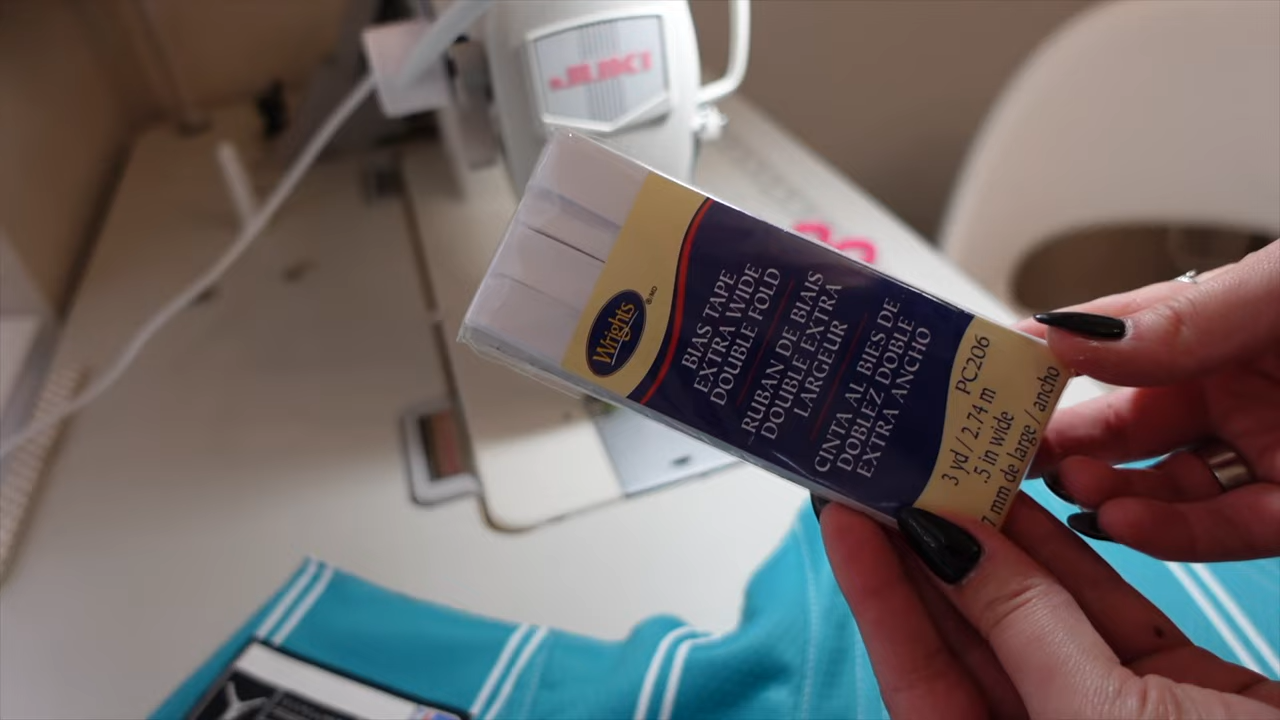 JUKI
Wrights
®/MD
BIAS TAPE
EXTRA WIDE
DOUBLE FOLD
RUBAN DE BIAIS
DOUBLE EXTRA
LARGEUR
CINTA AL BIES DE
DOBLEZ DOBLE
EXTRA ANCHO
PC206
3 yd / 2.74 m
.5 in wide
7 mm de large / ancho